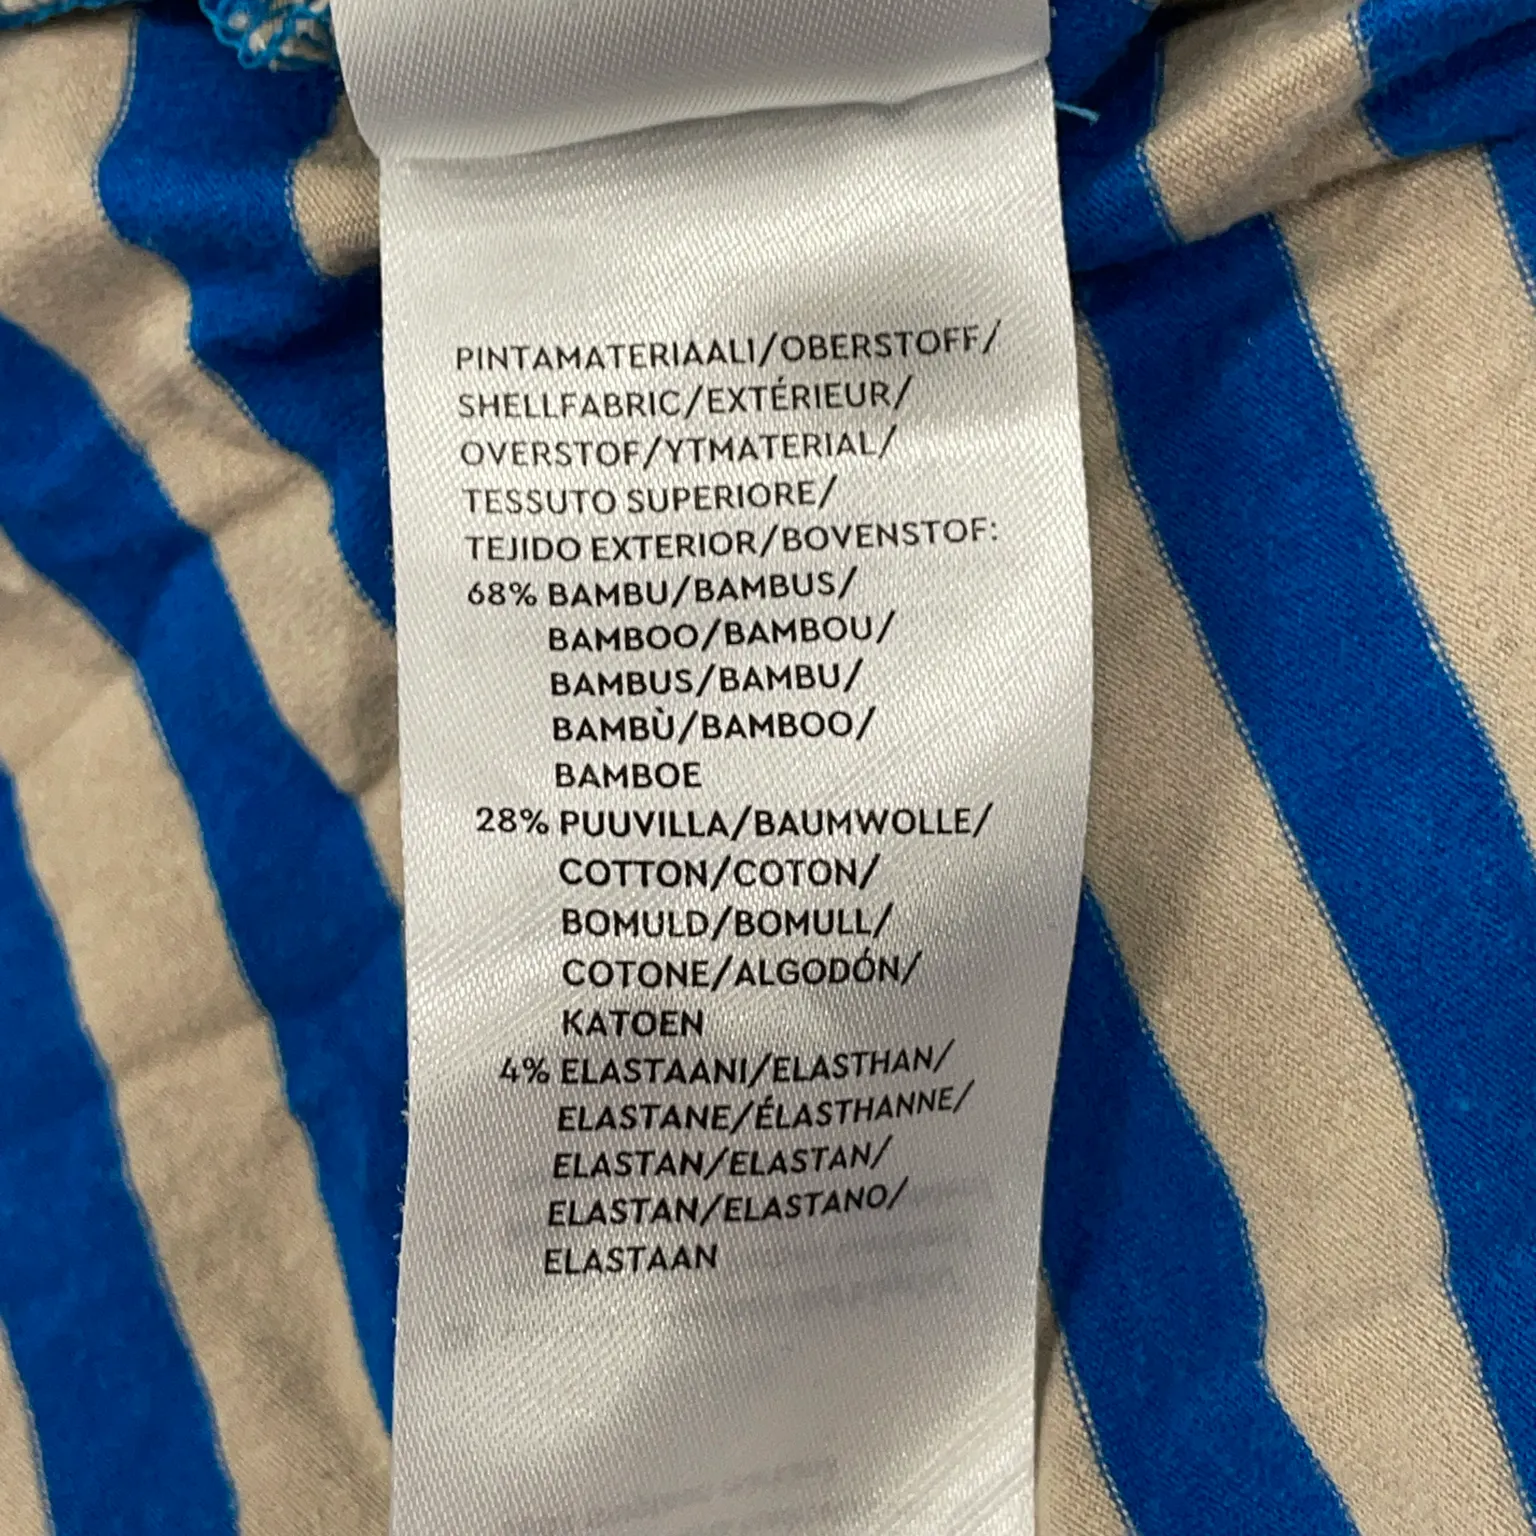 PINTAMATERIAALI/OBERSTOFF/
SHELLFABRIC/EXTÉRIEUR/
OVERSTOF/YTMATERIAL/
TESSUTO SUPERIORE/
TEJIDO EXTERIOR/BOVENSTOF:
68% BAMBU/BAMBUS/
BAMBOO/BAMBOU/
BAMBUS/BAMBU/
BAMBÙ/BAMBOO/
BAMBOE
28% PUUVILLA/BAUMWOLLE/
COTTON/COTON/
BOMULD/BOMULL/
COTONE/ALGODÓN/
KATOEN
4% ELASTAANI/ELASTHAN/
ELASTANE/ÉLASTHANNE/
ELASTAN/ELASTAN/
ELASTAN/ELASTANO/
ELASTAAN